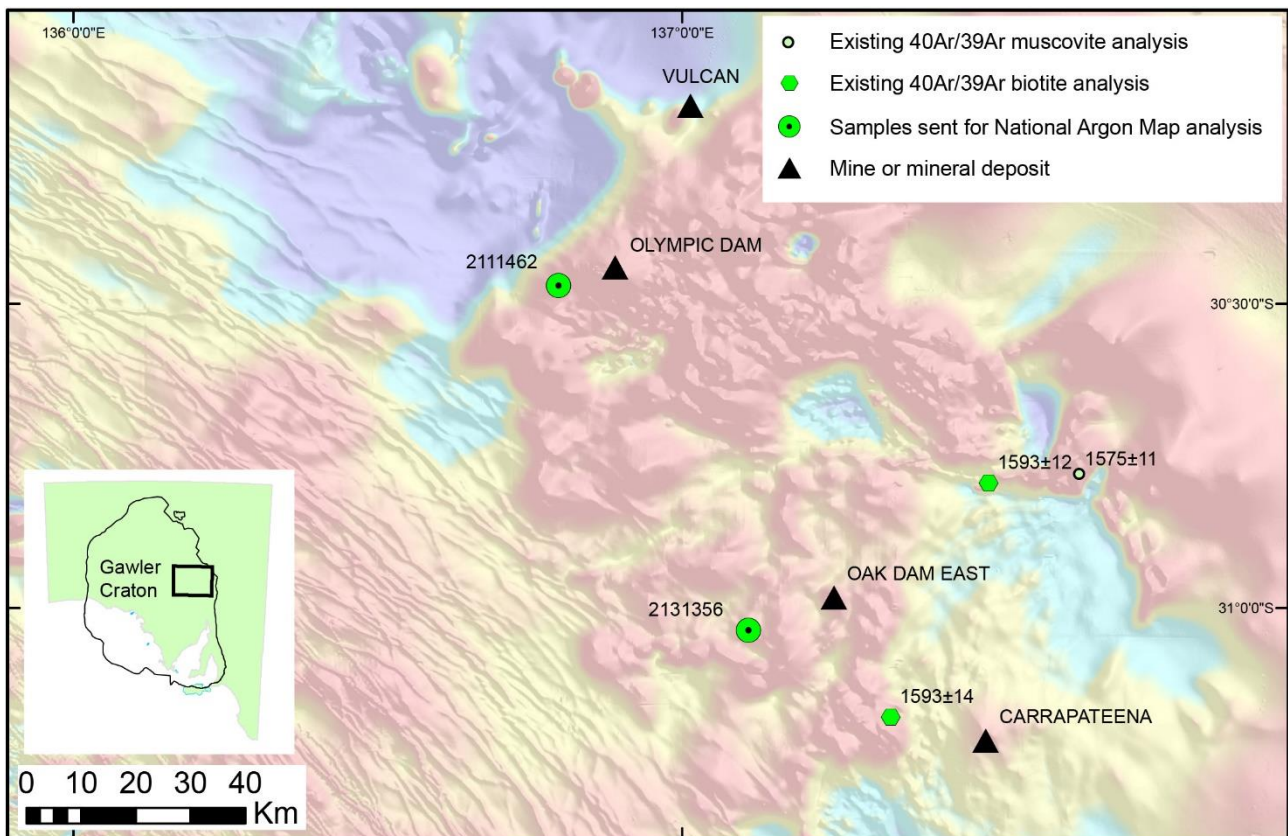 136°0'0"E
137°0'0"E
Existing 40Ar/39Ar muscovite analysis
Existing 40Ar/39Ar biotite analysis
Samples sent for National Argon Map analysis
Mine or mineral deposit
VULCAN
OLYMPIC DAM
2111462
30°30'0"S
1593±12
1575±11
OAK DAM EAST
31°0'0"S
2131356
1593±14
CARRAPATEENA
Gawler
Craton
0 10 20 30 40
Km